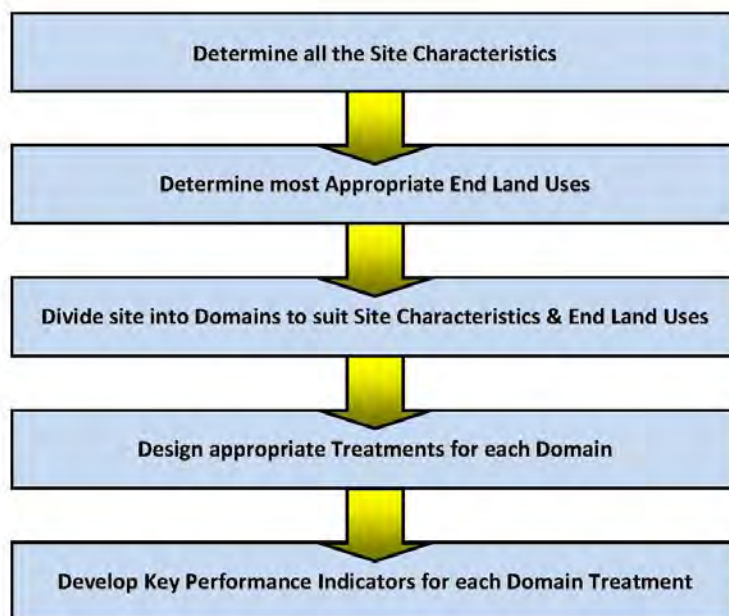 Determine all the Site Characteristics
Determine most Appropriate End Land Uses
Divide site into Domains to suit Site Characteristics & End Land Uses
Design appropriate Treatments for each Domain
Develop Key Performance Indicators for each Domain Treatment